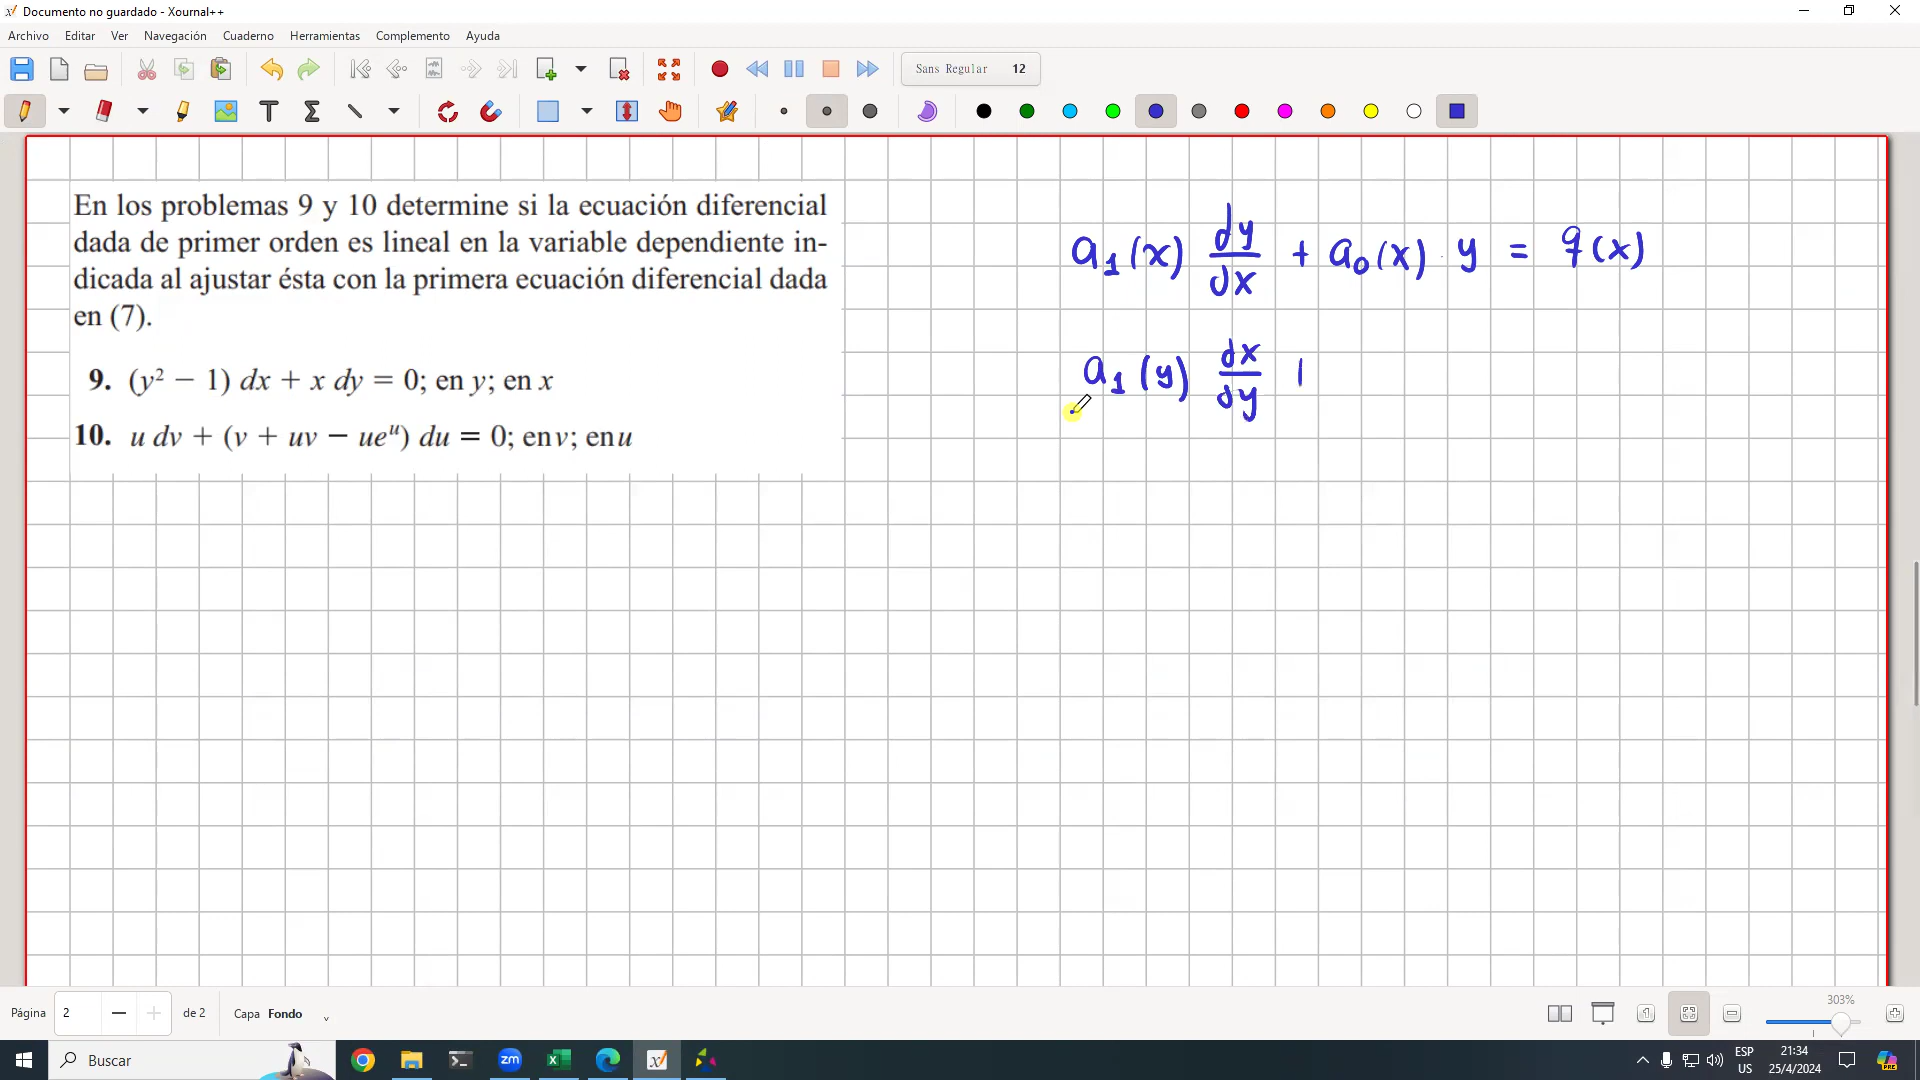 Documento no guardado - Xournal++
Archivo Editar Ver Navegación Cuaderno Herramientas Complemento Ayuda
Sans Regular 12
En los problemas 9 y 10 determine si la ecuación diferencial
dada de primer orden es lineal en la variable dependiente in-
dicada al ajustar ésta con la primera ecuación diferencial dada
en (7).
9. (y² − 1) dx + x dy = 0; en y; en x
10. u dv + (v + uv − ueᵘ) du = 0; en v; en u
a₁(x) dy/dx + a₀(x) · y = g(x)
a₁(y) dx/dy |
Página 2 de 2 Capa Fondo
303%
Buscar
zm
ESP
US
21:34
25/4/2024